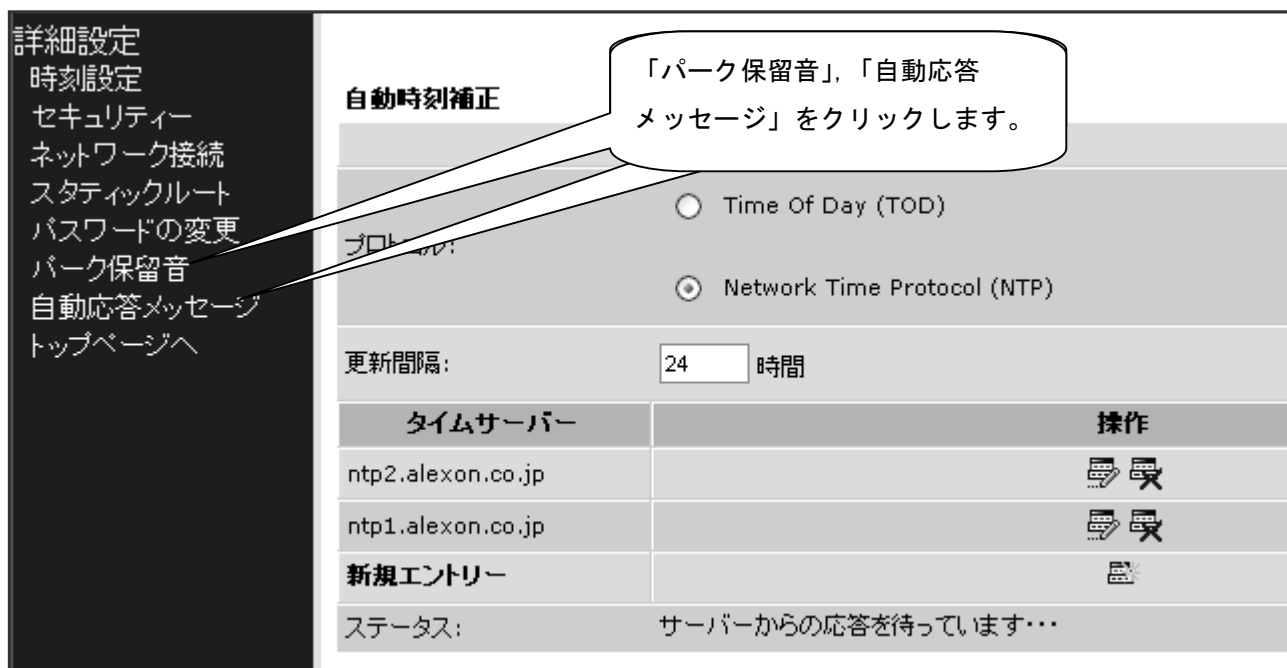 詳細設定
時刻設定
セキュリティー
ネットワーク接続
スタティックルート
パスワードの変更
パーク保留音
自動応答メッセージ
トップページへ
「パーク保留音」,「自動応答
メッセージ」をクリックします。
自動時刻補正
プロトコル:
Time Of Day (TOD)
Network Time Protocol (NTP)
更新間隔: 24 時間
タイムサーバー 操作
ntp2.alexon.co.jp
ntp1.alexon.co.jp
新規エントリー
ステータス: サーバーからの応答を待っています・・・